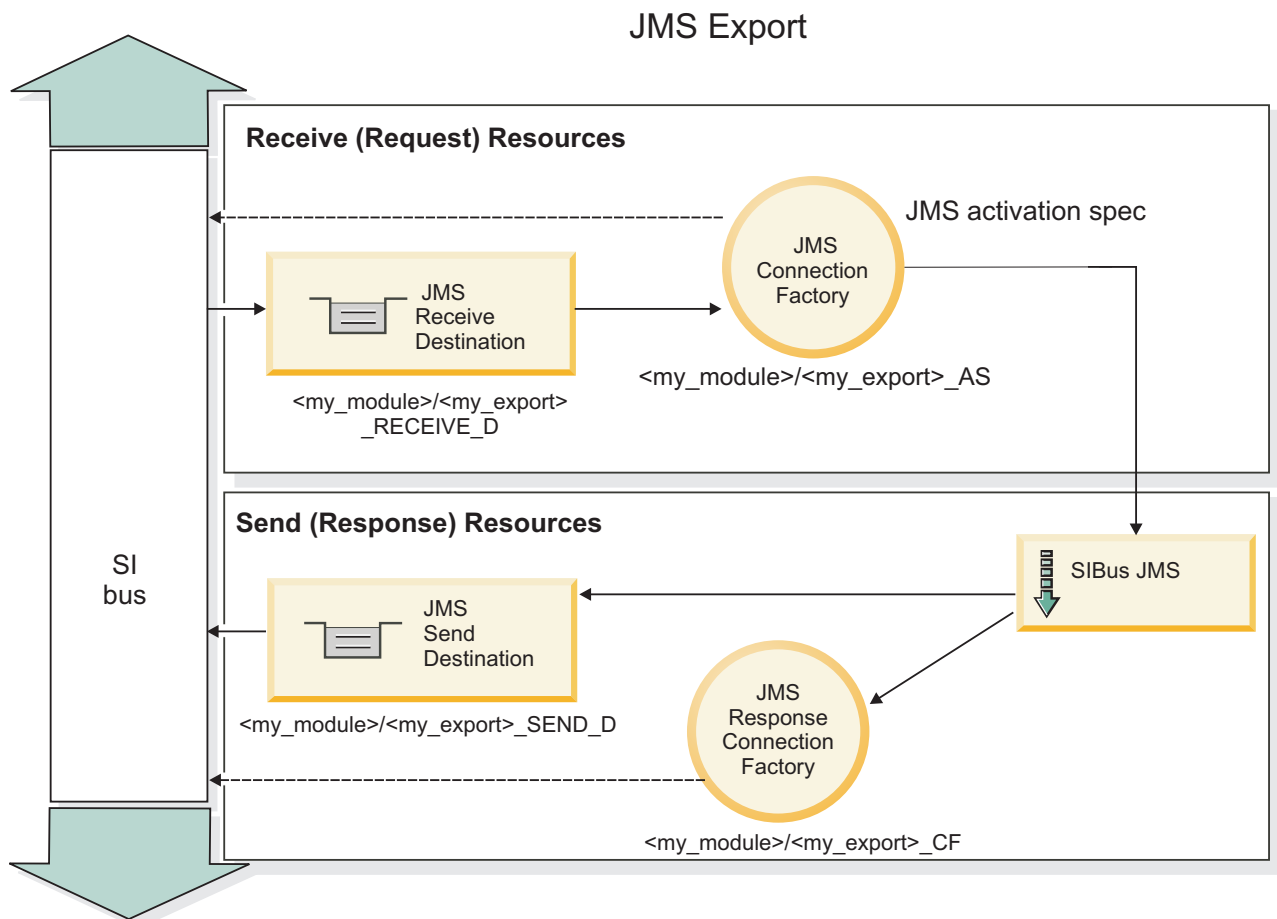 JMS Export
Receive (Request) Resources
JMS activation spec
JMS
Connection
Factory
JMS
Receive
Destination
<my_module>/<my_export>_AS
<my_module>/<my_export>
_RECEIVE_D
Send (Response) Resources
SI
bus
SIBus JMS
JMS
Send
Destination
<my_module>/<my_export>_SEND_D
JMS
Response
Connection
Factory
<my_module>/<my_export>_CF